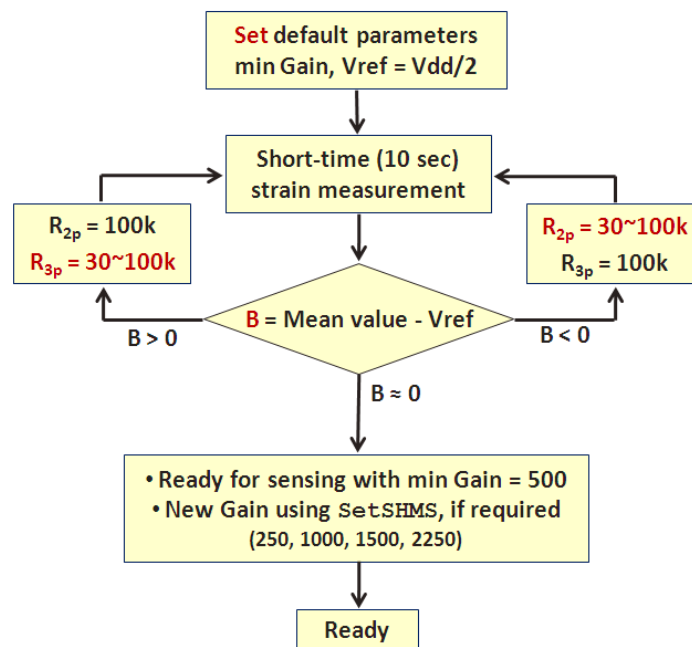 Set default parameters
min Gain, Vref = Vdd/2
Short-time (10 sec)
strain measurement
R2p = 100k
R3p = 30~100k
R2p = 30~100k
R3p = 100k
B = Mean value - Vref
B > 0
B < 0
B ≈ 0
• Ready for sensing with min Gain = 500
• New Gain using SetSHMS, if required
(250, 1000, 1500, 2250)
Ready